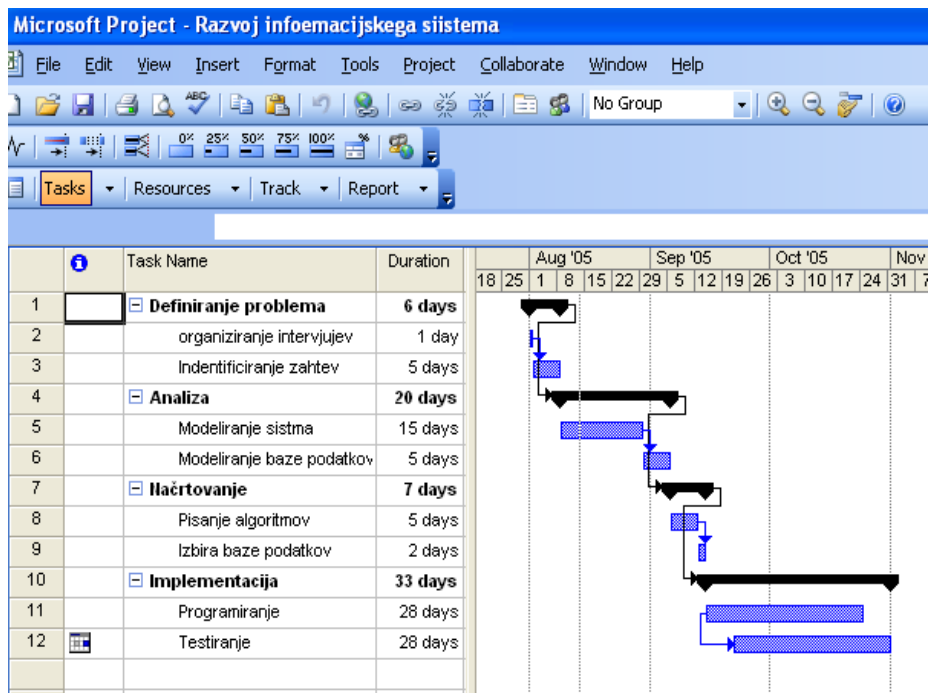 Microsoft Project - Razvoj infoemacijskega siistema
File Edit View Insert Format Tools Project Collaborate Window Help
ABC No Group
0% 25% 50% 75% 100% %
Tasks Resources Track Report
Task Name Duration Aug '05 Sep '05 Oct '05 Nov
18 25 1 8 15 22 29 5 12 19 26 3 10 17 24 31 7
1 Definiranje problema 6 days
2 organiziranje intervjujev 1 day
3 Indentificiranje zahtev 5 days
4 Analiza 20 days
5 Modeliranje sistma 15 days
6 Modeliranje baze podatkov 5 days
7 Načrtovanje 7 days
8 Pisanje algoritmov 5 days
9 Izbira baze podatkov 2 days
10 Implementacija 33 days
11 Programiranje 28 days
12 Testiranje 28 days